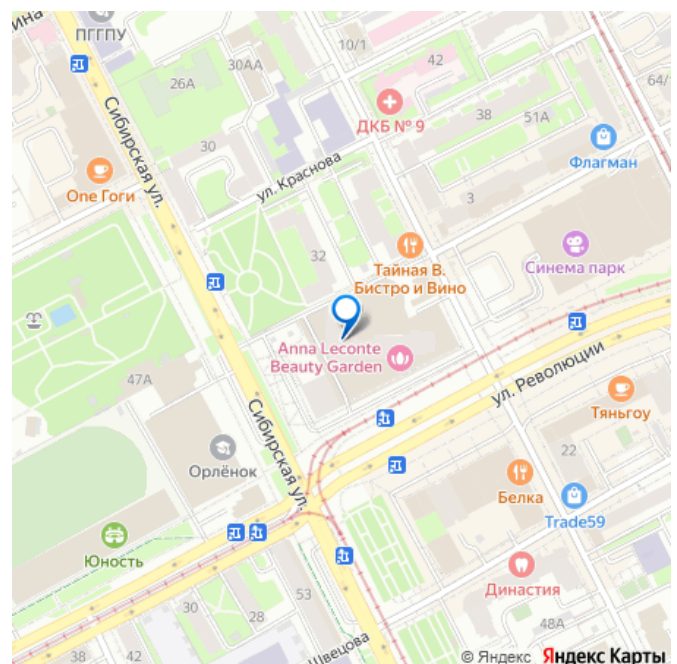 ина
ПГГПУ
10/1
30АА
42
64/
26А
38
51А
ДКБ № 9
Флагман
Сибирская ул.
30
ул. Краснова
One Гоги
3
32
Тайная В.
Бистро и Вино
Синема парк
Anna Leconte
Beauty Garden
47А
ул. Революции
Тяньгоу
Сибирская ул.
Орлёнок
22
Белка
Trade59
Юность
Династия
53
30
28
48А
Швецова
38
42
© Яндекс Яндекс Карты